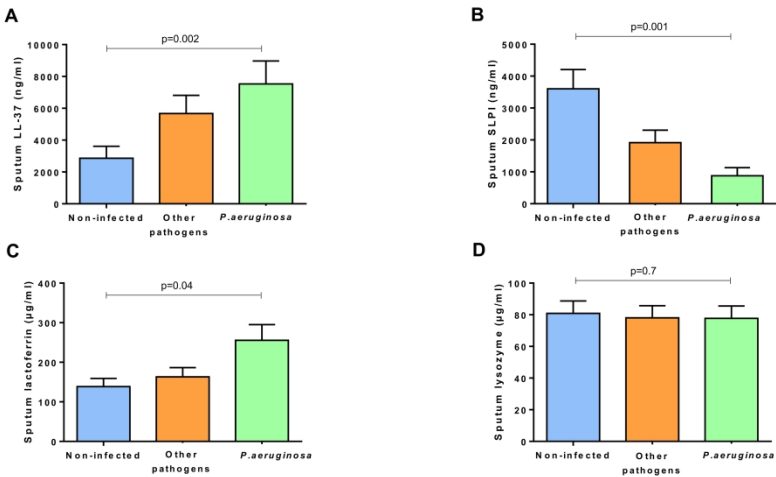 A
p=0.002
Sputum LL-37 (ng/ml)
10000
8000
6000
4000
2000
0
Non-infected
Other
pathogens
P.aeruginosa
B
p=0.001
Sputum SLPI (ng/ml)
5000
4000
3000
2000
1000
0
Non-infected
Other
pathogens
P.aeruginosa
C
p=0.04
Sputum lactoferrin (µg/ml)
400
300
200
100
0
Non-infected
Other
pathogens
P.aeruginosa
D
p=0.7
Sputum lysozyme (µg/ml)
100
80
60
40
20
0
Non-infected
Other
pathogens
P.aeruginosa